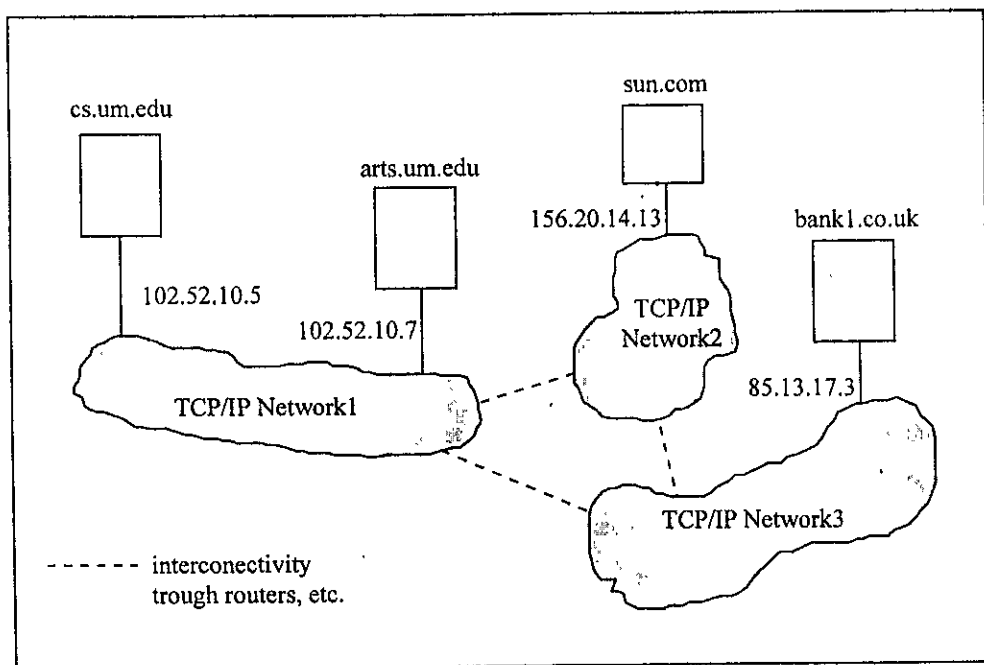 cs.um.edu
arts.um.edu
sun.com
bank1.co.uk
102.52.10.5
102.52.10.7
156.20.14.13
85.13.17.3
TCP/IP Network1
TCP/IP
Network2
TCP/IP Network3
interconectivity
trough routers, etc.